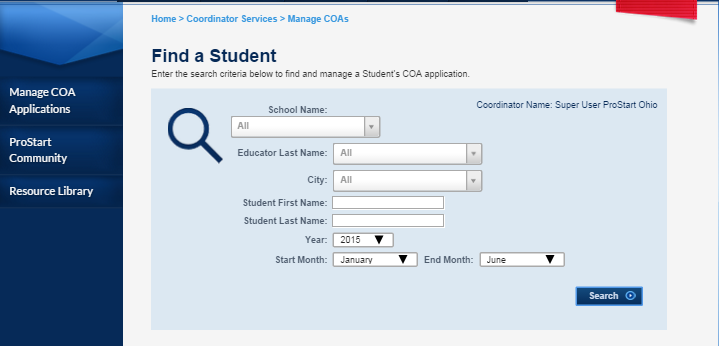 Home > Coordinator Services > Manage COAs
Manage COA
Applications
ProStart
Community
Resource Library
Find a Student
Enter the search criteria below to find and manage a Student's COA application.
Coordinator Name: Super User ProStart Ohio
School Name:
All
Educator Last Name: All
City: All
Student First Name:
Student Last Name:
Year: 2015
Start Month: January End Month: June
Search